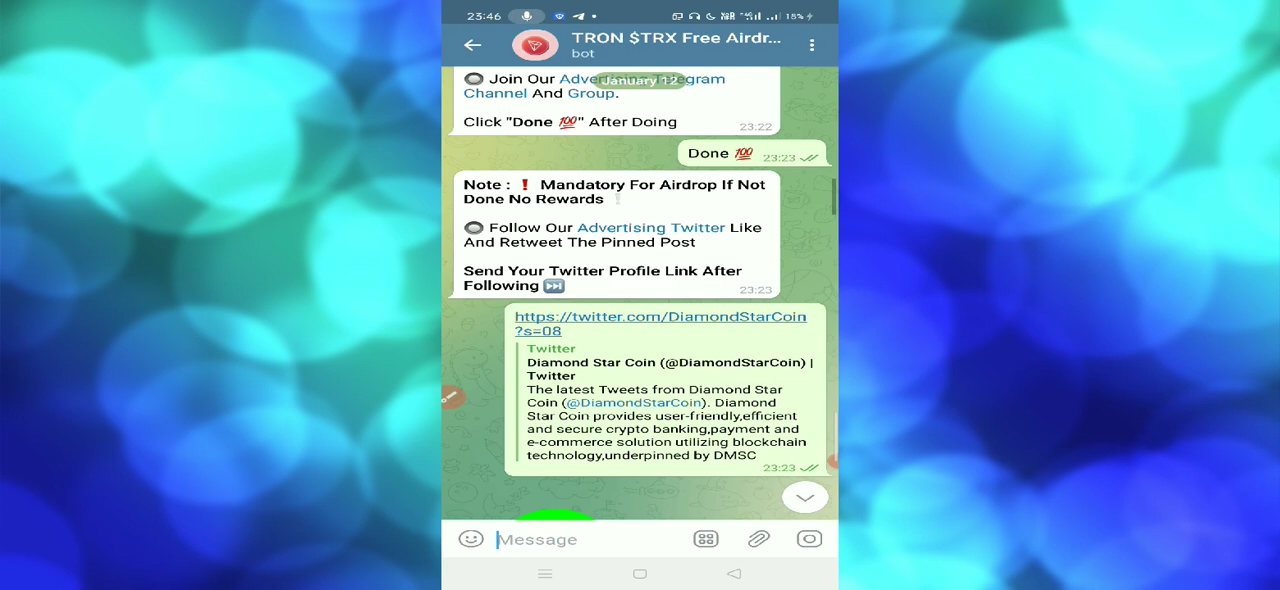 23:46
18%
TRON $TRX Free Airdr...
bot
Join Our Advertising Telegram
January 12
Channel And Group.
Click "Done 💯" After Doing
23:22
Done 💯 23:23
Note : ❗ Mandatory For Airdrop If Not
Done No Rewards ❕
Follow Our Advertising Twitter Like
And Retweet The Pinned Post
Send Your Twitter Profile Link After
Following ⏭
23:23
https://twitter.com/DiamondStarCoin
?s=08
Twitter
Diamond Star Coin (@DiamondStarCoin) |
Twitter
The latest Tweets from Diamond Star
Coin (@DiamondStarCoin). Diamond
Star Coin provides user-friendly,efficient
and secure crypto banking,payment and
e-commerce solution utilizing blockchain
technology,underpinned by DMSC
23:23
Message